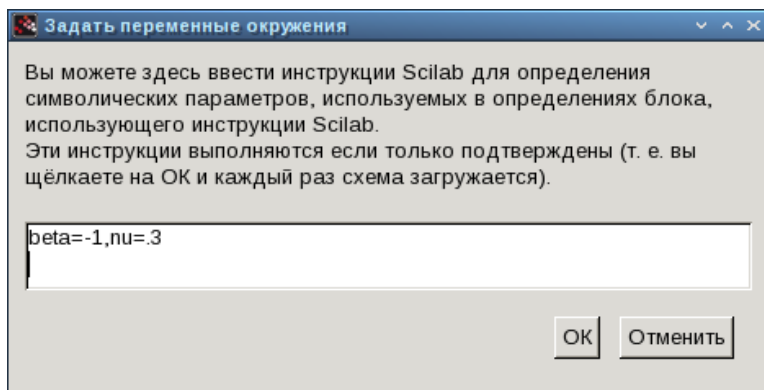 Задать переменные окружения
Вы можете здесь ввести инструкции Scilab для определения
символических параметров, используемых в определениях блока,
использующего инструкции Scilab.
Эти инструкции выполняются если только подтверждены (т. е. вы
щёлкаете на ОК и каждый раз схема загружается).
beta=-1,nu=.3
ОК
Отменить